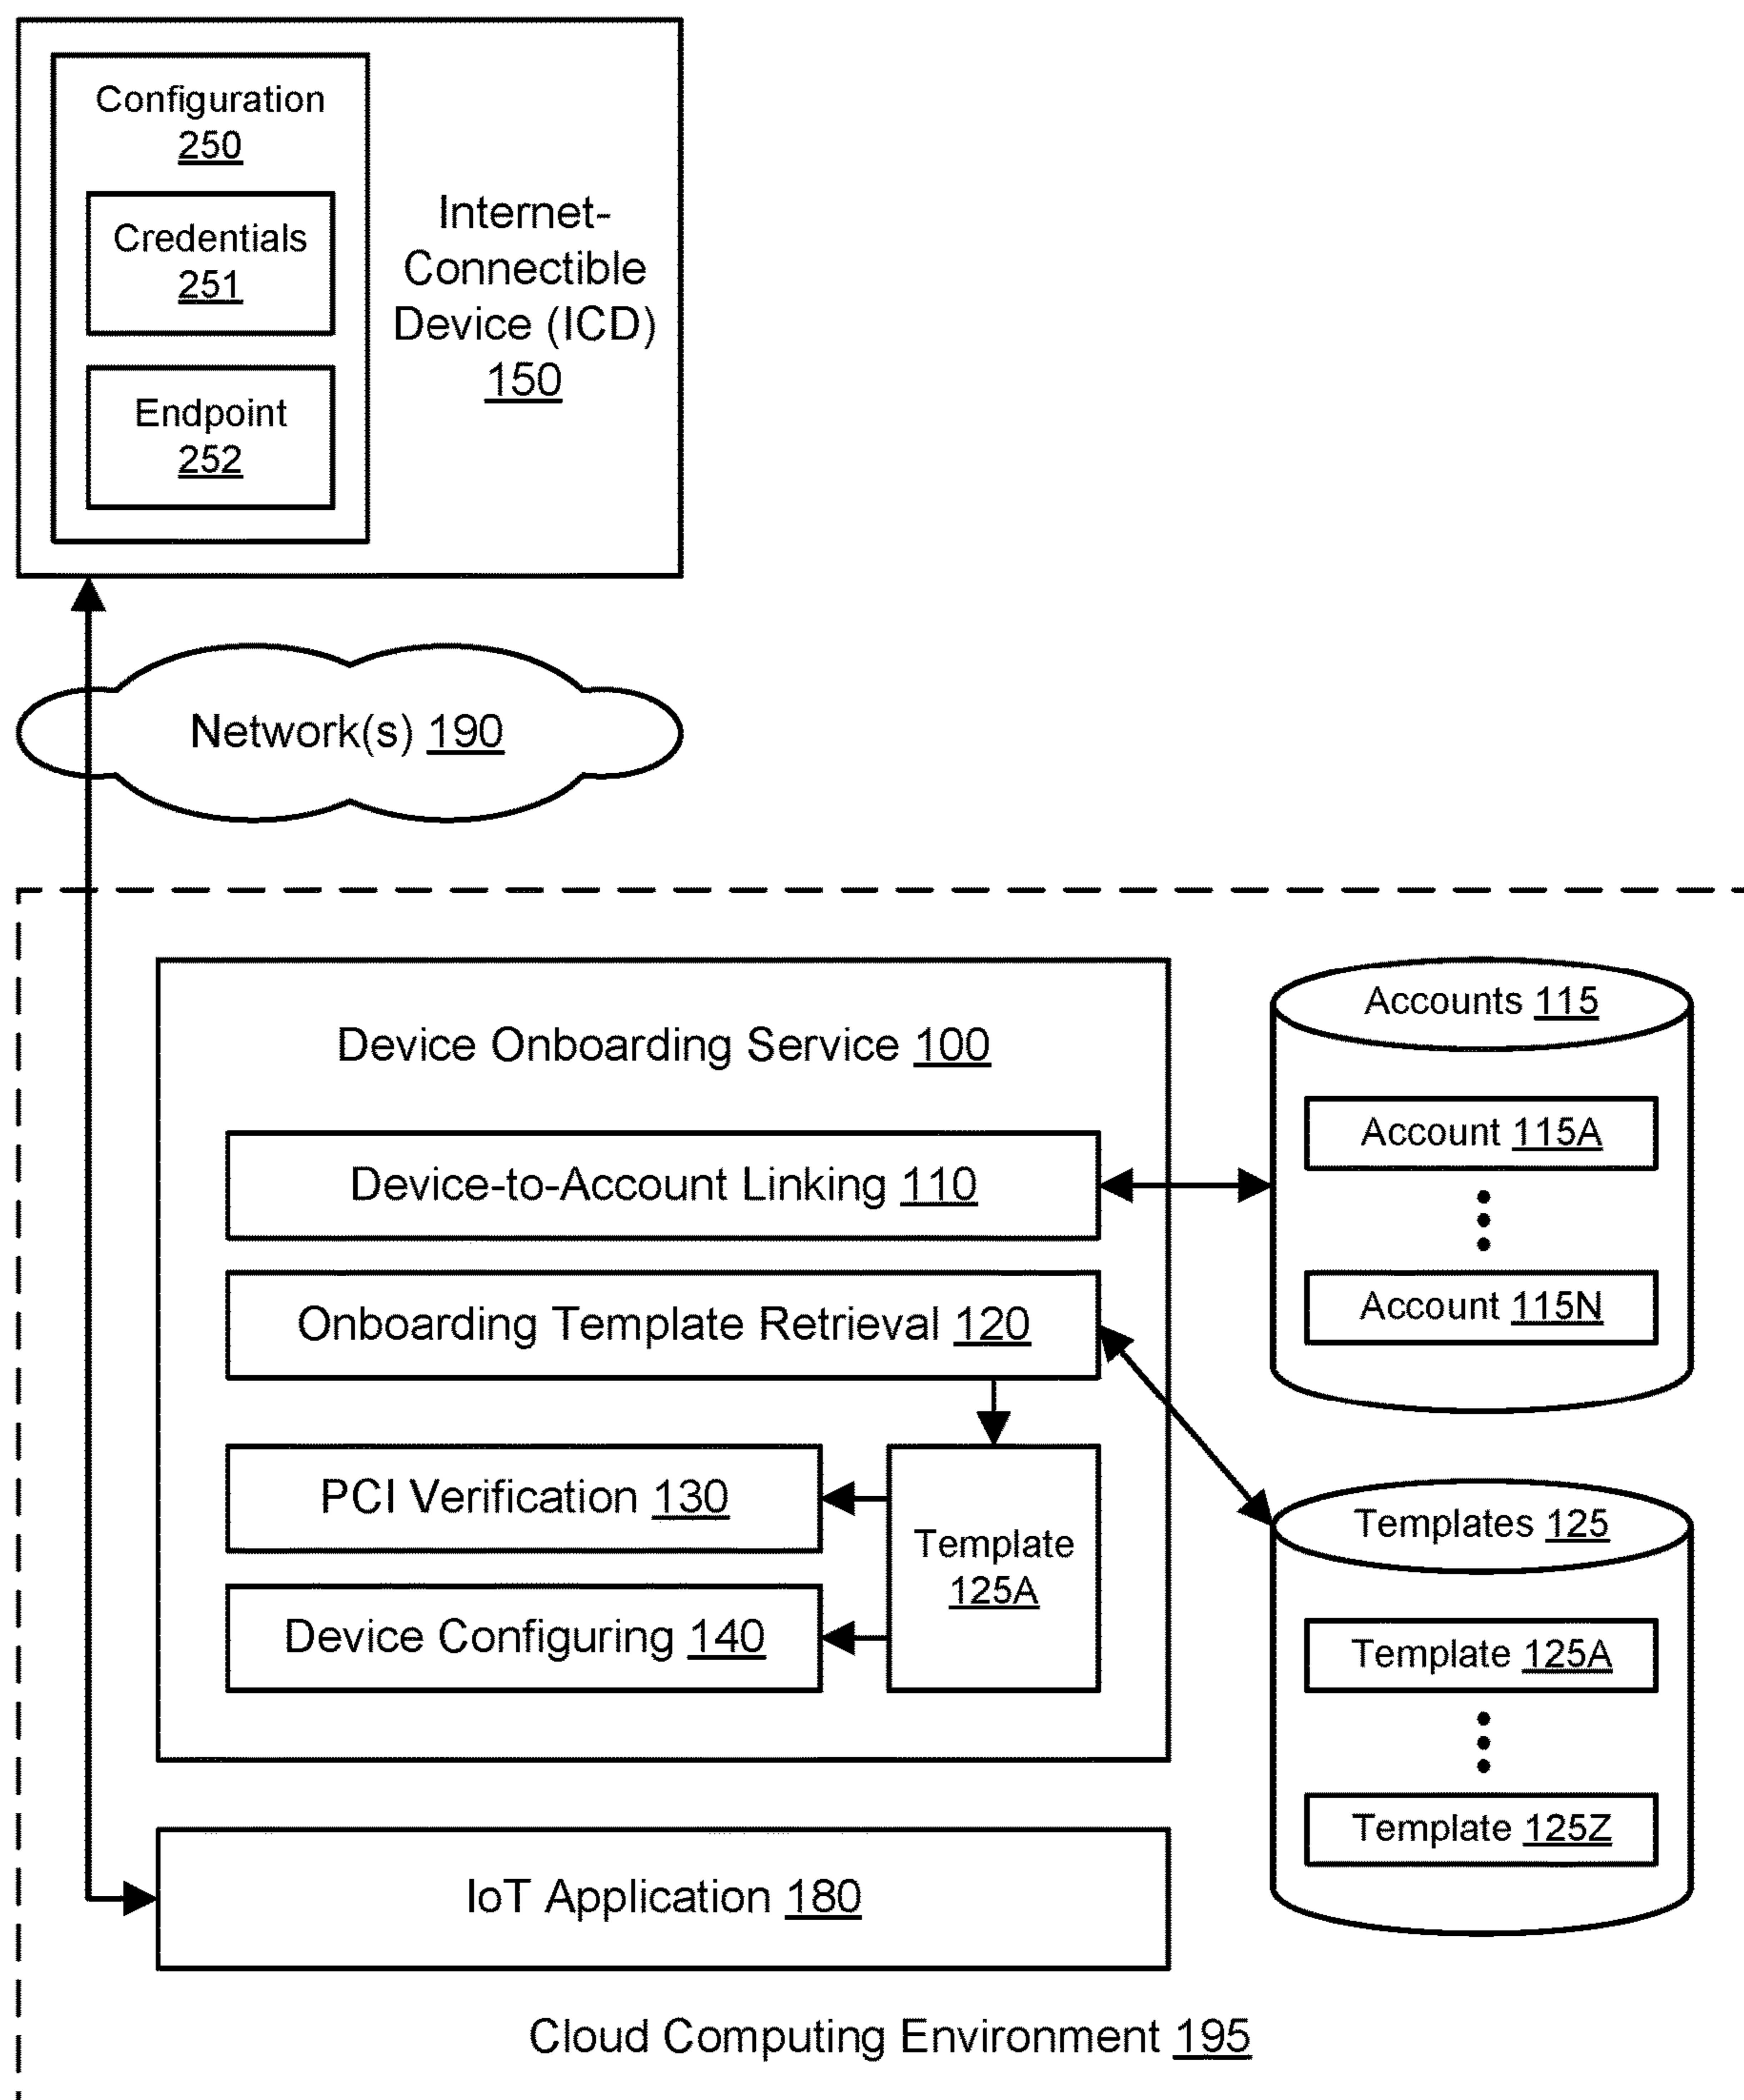 Configuration
250
Credentials
251
Endpoint
252
Internet-
Connectible
Device (ICD)
150
Network(s) 190
Device Onboarding Service 100
Device-to-Account Linking 110
Onboarding Template Retrieval 120
PCI Verification 130
Device Configuring 140
Template
125A
Accounts 115
Account 115A
Account 115N
Templates 125
Template 125A
Template 125Z
IoT Application 180
Cloud Computing Environment 195